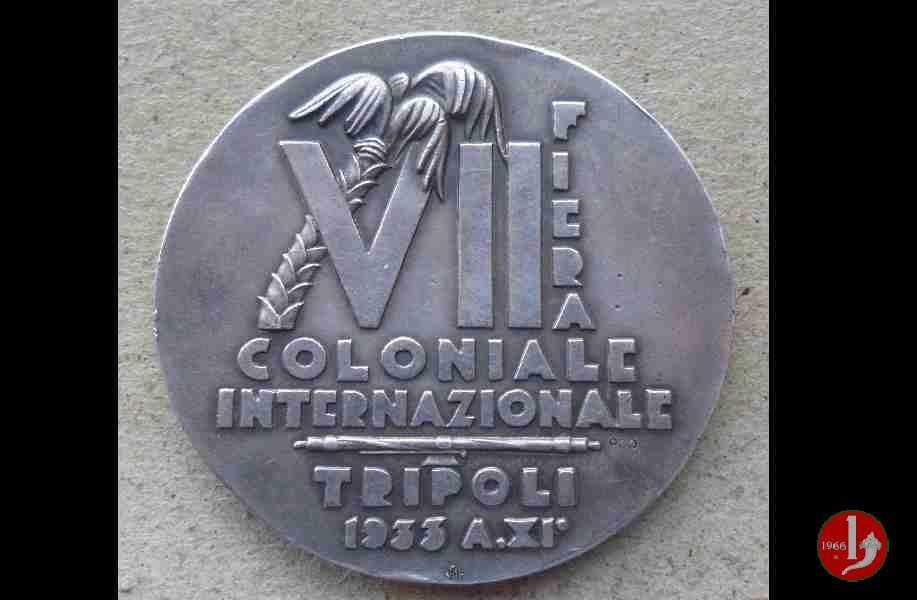 VII
FIERA
COLONIALE
INTERNAZIONALE
TRIPOLI
1933 A.XI°
1966